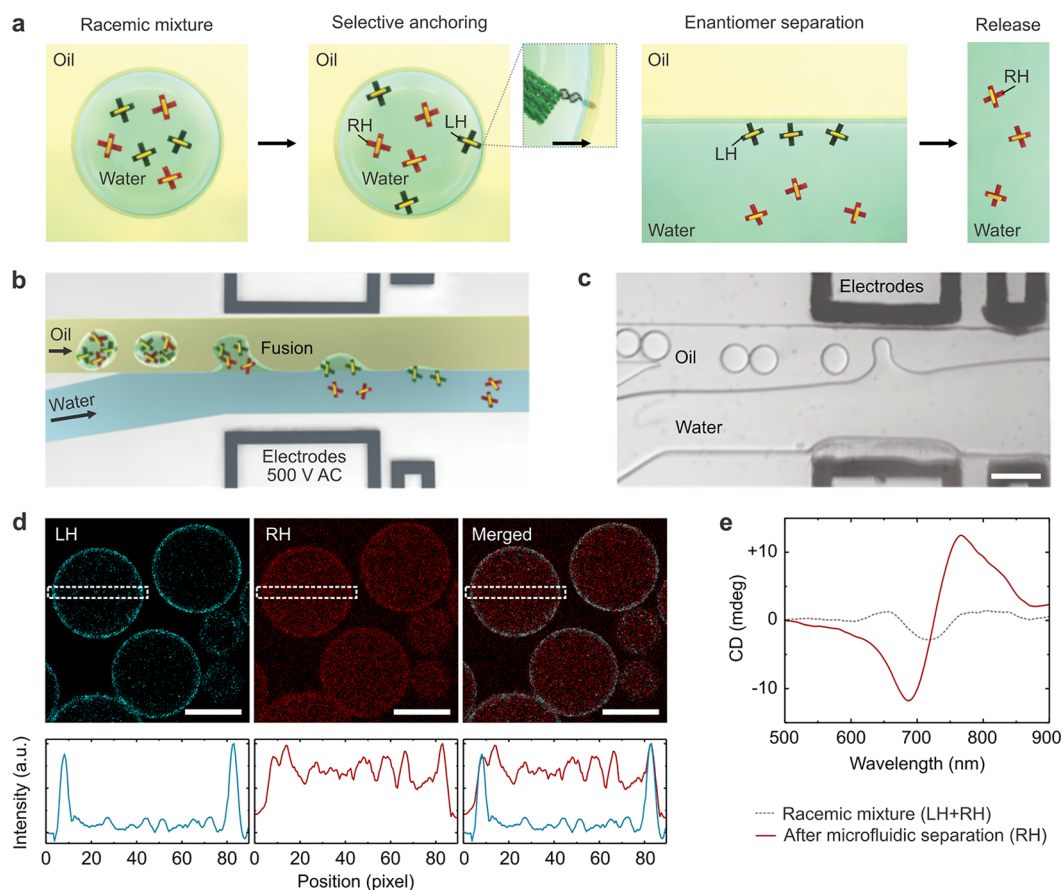 a
Racemic mixture
Selective anchoring
Enantiomer separation
Release
Oil
Water
Oil
RH
LH
Water
Oil
LH
Water
RH
Water
b
Oil
Fusion
Water
Electrodes
500 V AC
c
Electrodes
Oil
Water
d
LH
RH
Merged
Intensity (a.u.)
0 20 40 60 80
0 20 40 60 80
0 20 40 60 80
Position (pixel)
e
CD (mdeg)
+10
0
-10
500 600 700 800 900
Wavelength (nm)
Racemic mixture (LH+RH)
After microfluidic separation (RH)